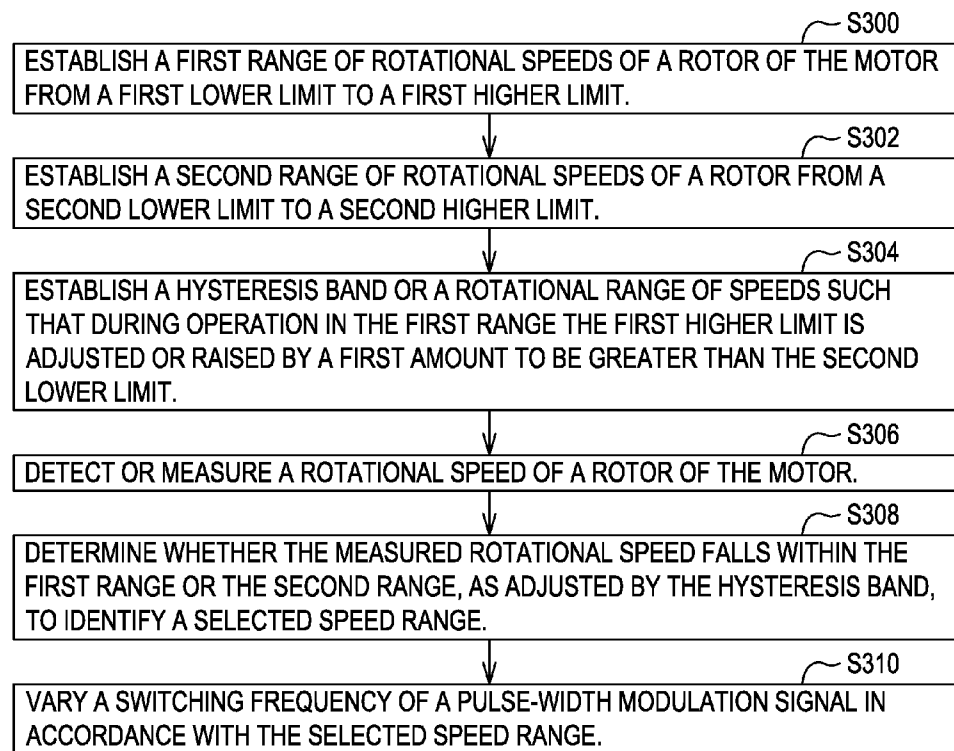 S300
ESTABLISH A FIRST RANGE OF ROTATIONAL SPEEDS OF A ROTOR OF THE MOTOR
FROM A FIRST LOWER LIMIT TO A FIRST HIGHER LIMIT.
S302
ESTABLISH A SECOND RANGE OF ROTATIONAL SPEEDS OF A ROTOR FROM A
SECOND LOWER LIMIT TO A SECOND HIGHER LIMIT.
S304
ESTABLISH A HYSTERESIS BAND OR A ROTATIONAL RANGE OF SPEEDS SUCH
THAT DURING OPERATION IN THE FIRST RANGE THE FIRST HIGHER LIMIT IS
ADJUSTED OR RAISED BY A FIRST AMOUNT TO BE GREATER THAN THE SECOND
LOWER LIMIT.
S306
DETECT OR MEASURE A ROTATIONAL SPEED OF A ROTOR OF THE MOTOR.
S308
DETERMINE WHETHER THE MEASURED ROTATIONAL SPEED FALLS WITHIN THE
FIRST RANGE OR THE SECOND RANGE, AS ADJUSTED BY THE HYSTERESIS BAND,
TO IDENTIFY A SELECTED SPEED RANGE.
S310
VARY A SWITCHING FREQUENCY OF A PULSE-WIDTH MODULATION SIGNAL IN
ACCORDANCE WITH THE SELECTED SPEED RANGE.